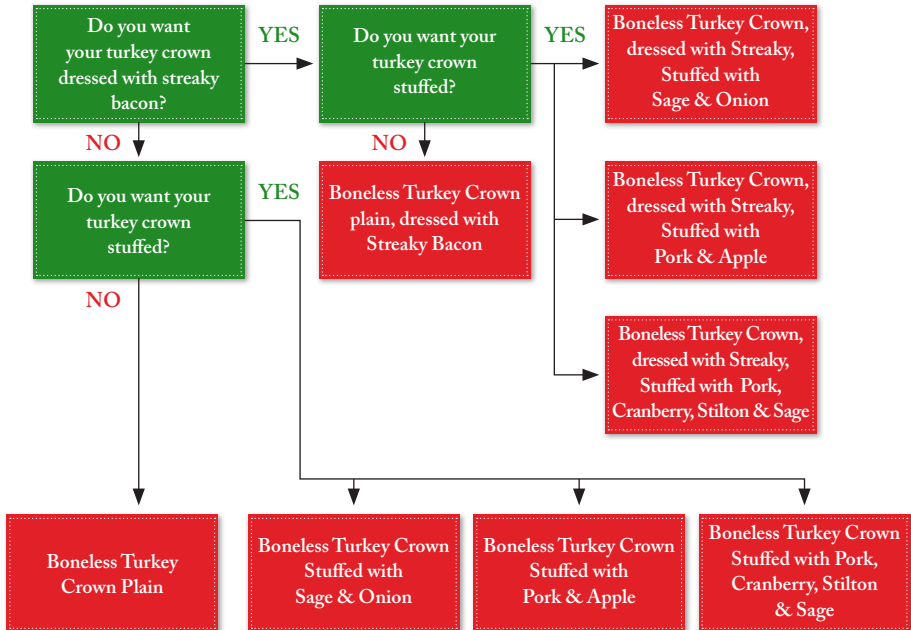 Do you want
your turkey crown
dressed with streaky
bacon?
YES
Do you want your
turkey crown
stuffed?
YES
Boneless Turkey Crown,
dressed with Streaky,
Stuffed with
Sage & Onion
NO
NO
Do you want your
turkey crown
stuffed?
YES
Boneless Turkey Crown
plain, dressed with
Streaky Bacon
Boneless Turkey Crown,
dressed with Streaky,
Stuffed with
Pork & Apple
NO
Boneless Turkey Crown,
dressed with Streaky,
Stuffed with Pork,
Cranberry, Stilton & Sage
Boneless Turkey
Crown Plain
Boneless Turkey Crown
Stuffed with
Sage & Onion
Boneless Turkey Crown
Stuffed with
Pork & Apple
Boneless Turkey Crown
Stuffed with Pork,
Cranberry, Stilton
& Sage